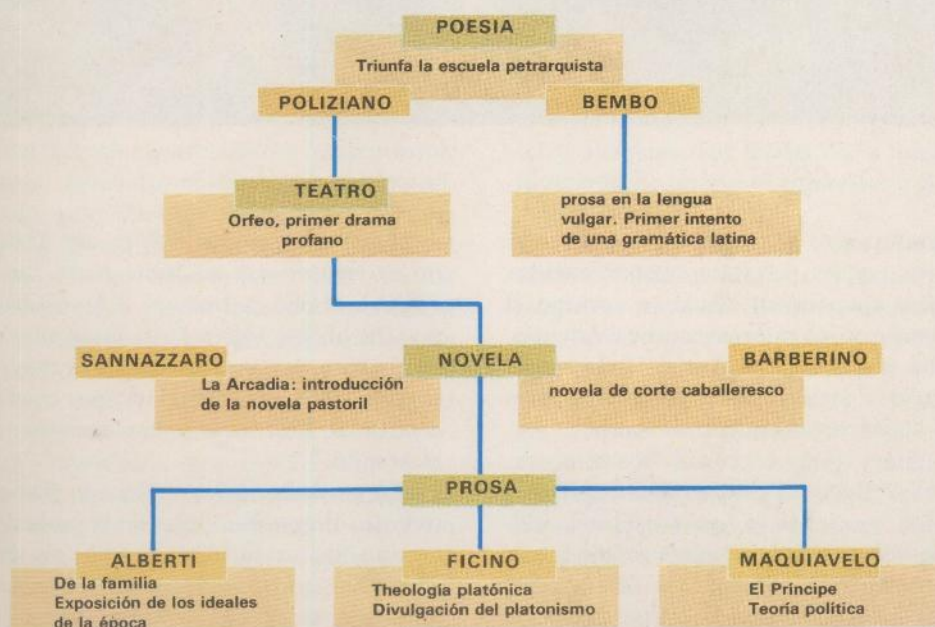 POESIA
Triunfa la escuela petrarquista
POLIZIANO
BEMBO
TEATRO
Orfeo, primer drama
profano
prosa en la lengua
vulgar. Primer intento
de una gramática latina
SANNAZZARO
NOVELA
BARBERINO
La Arcadia: introducción
de la novela pastoril
novela de corte caballeresco
PROSA
ALBERTI
De la familia
Exposición de los ideales
de la época
FICINO
Theología platónica
Divulgación del platonismo
MAQUIAVELO
El Príncipe
Teoría política